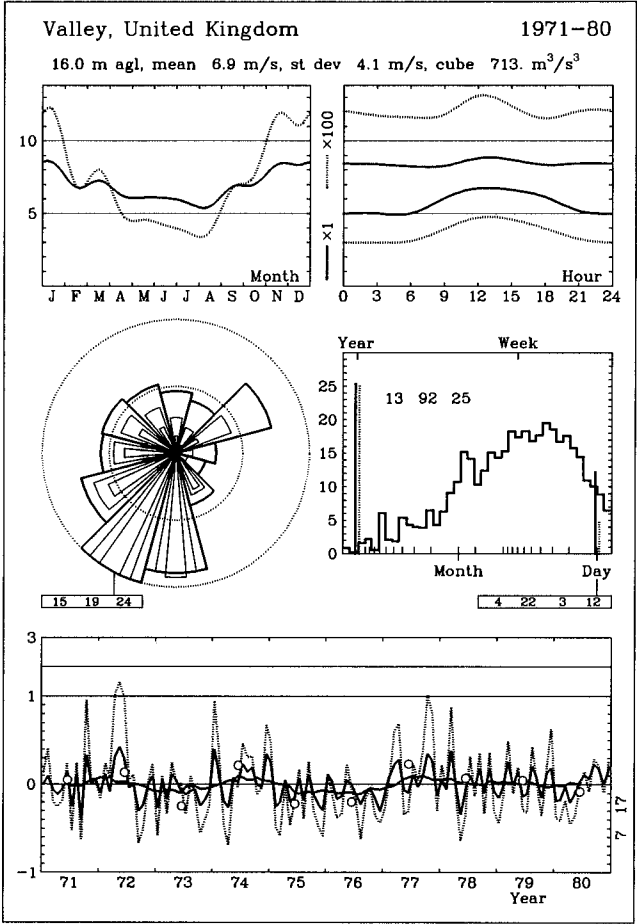 Valley, United Kingdom 1971-80
16.0 m agl, mean 6.9 m/s, st dev 4.1 m/s, cube 713. m³/s³
10
5
×100
×1
Month
Hour
J F M A M J J A S O N D
0 3 6 9 12 15 18 21 24
Year Week
25
20
15
10
5
0
13 92 25
Month Day
15 19 24
4 22 3 12
3
1
0
-1
7 17
71 72 73 74 75 76 77 78 79 80
Year